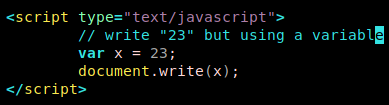 <script type="text/javascript">
        // write "23" but using a variable
        var x = 23;
        document.write(x);
</script>